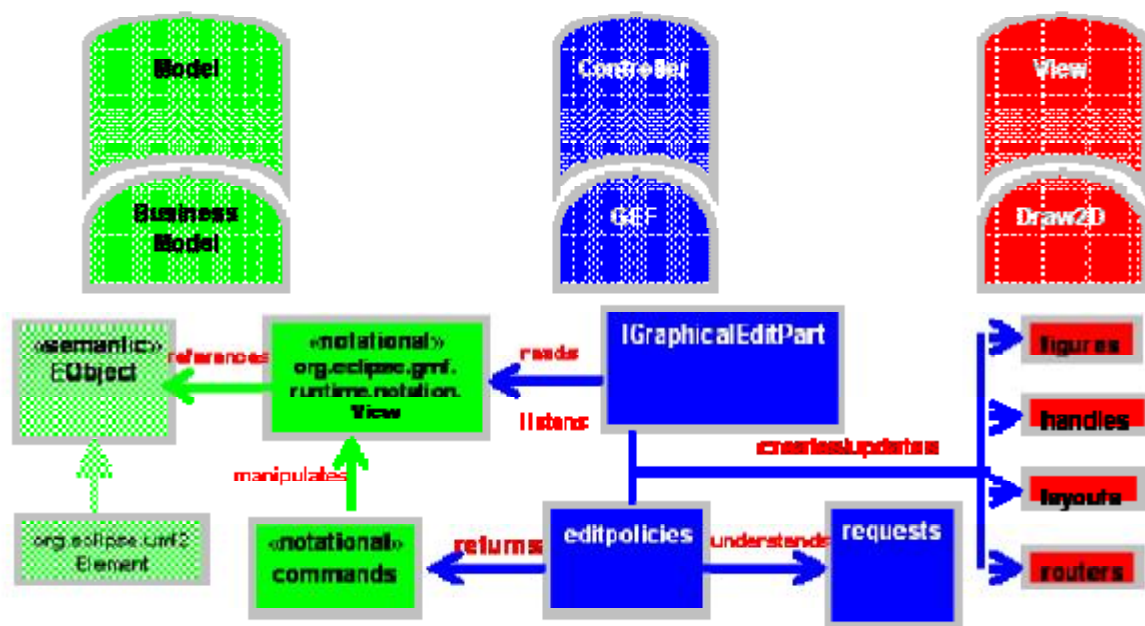 Model
Controller
View
Business
Model
GEF
Draw2D
«semantic»
EObject
references
«notational»
org.eclipse.gmf.
runtime.notation.
View
reads
listens
IGraphicalEditPart
creates/updates
figures
handles
layouts
routers
manipulates
org.eclipse.uml2
Element
«notational»
commands
returns
editpolicies
understands
requests